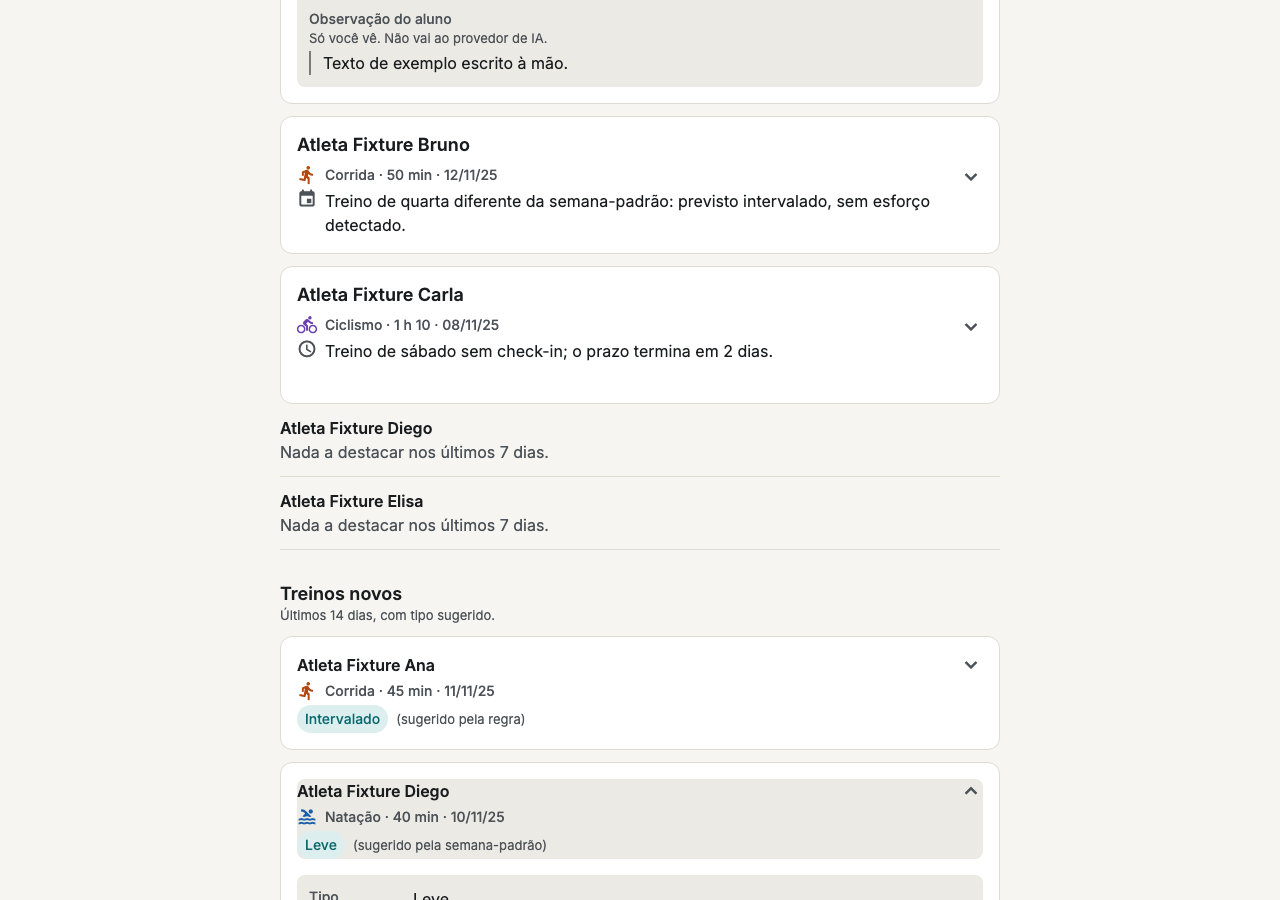 Observação do aluno
Só você vê. Não vai ao provedor de IA.
Texto de exemplo escrito à mão.
Atleta Fixture Bruno
Corrida · 50 min · 12/11/25
Treino de quarta diferente da semana-padrão: previsto intervalado, sem esforço
detectado.
Atleta Fixture Carla
Ciclismo · 1 h 10 · 08/11/25
Treino de sábado sem check-in; o prazo termina em 2 dias.
Atleta Fixture Diego
Nada a destacar nos últimos 7 dias.
Atleta Fixture Elisa
Nada a destacar nos últimos 7 dias.
Treinos novos
Últimos 14 dias, com tipo sugerido.
Atleta Fixture Ana
Corrida · 45 min · 11/11/25
Intervalado (sugerido pela regra)
Atleta Fixture Diego
Natação · 40 min · 10/11/25
Leve (sugerido pela semana-padrão)
Tipo Leve